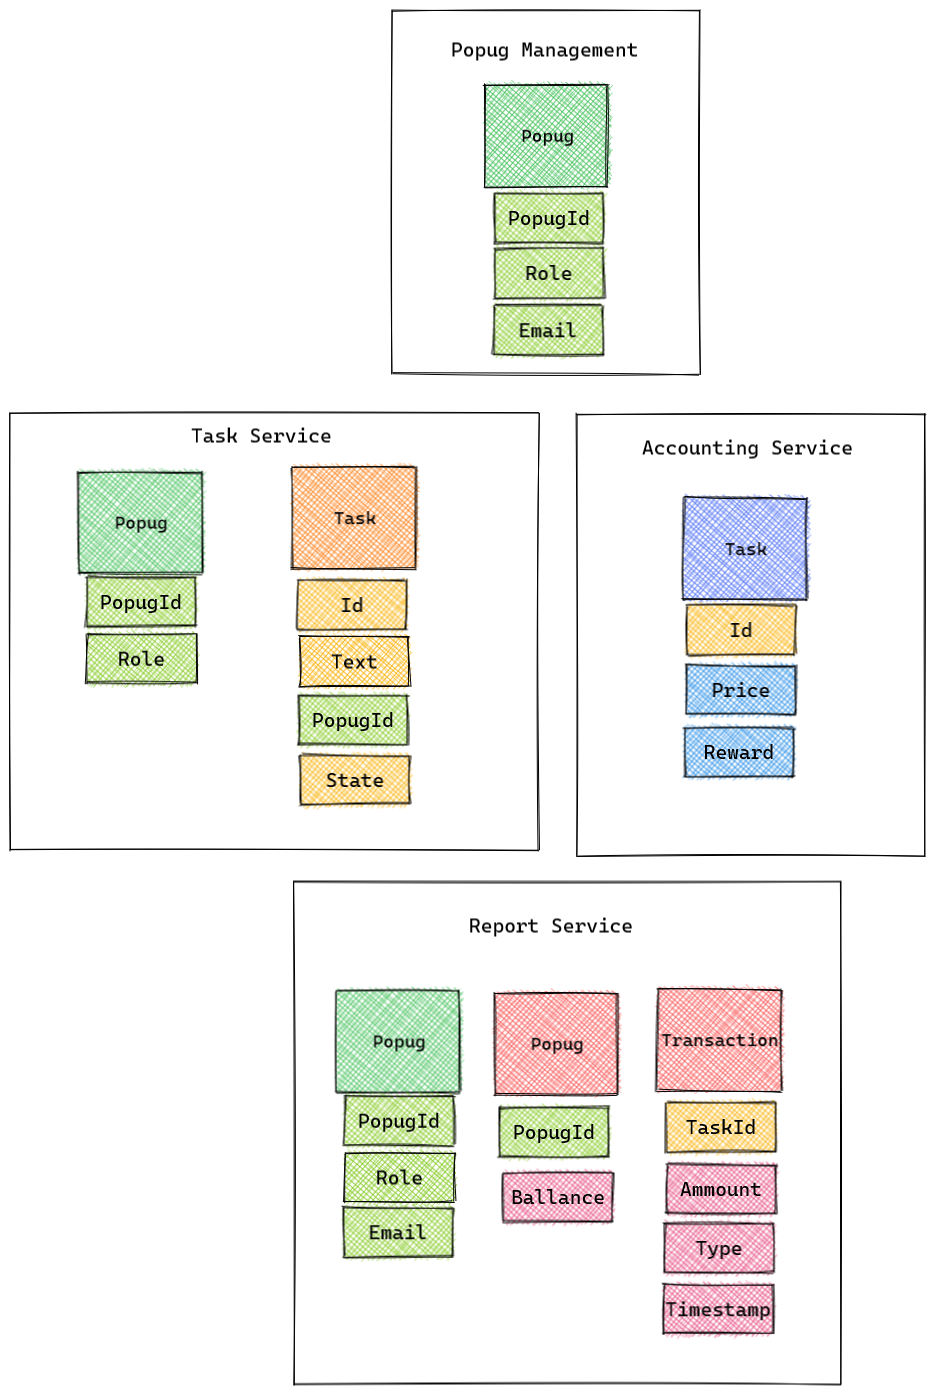 Popug Management
Popug
PopugId
Role
Email
Task Service
Popug
PopugId
Role
Task
Id
Text
PopugId
State
Accounting Service
Task
Id
Price
Reward
Report Service
Popug
PopugId
Role
Email
Popug
PopugId
Ballance
Transaction
TaskId
Ammount
Type
Timestamp